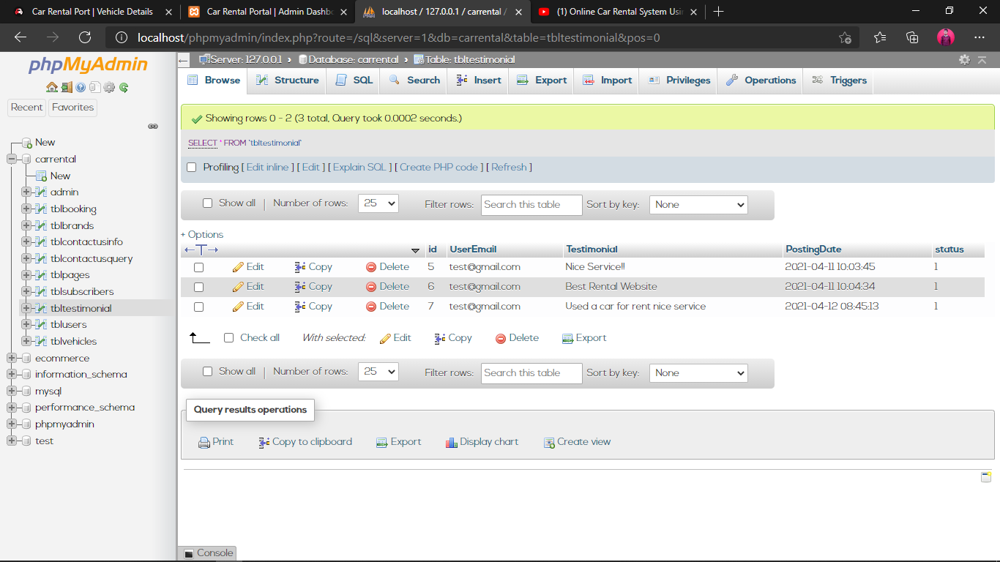 Car Rental Port | Vehicle Details
Car Rental Portal | Admin Dashb
localhost / 127.0.0.1 / carrental /
(1) Online Car Rental System Usi
localhost/phpmyadmin/index.php?route=/sql&server=1&db=carrental&table=tbltestimonial&pos=0
phpMyAdmin
Recent Favorites
New
carrental
New
admin
tblbooking
tblbrands
tblcontactusinfo
tblcontactusquery
tblpages
tblsubscribers
tbltestimonial
tblusers
tblvehicles
ecommerce
information_schema
mysql
performance_schema
phpmyadmin
test
Server: 127.0.0.1 › Database: carrental › Table: tbltestimonial
Browse Structure SQL Search Insert Export Import Privileges Operations Triggers
Showing rows 0 - 2 (3 total, Query took 0.0002 seconds.)
SELECT * FROM `tbltestimonial`
Profiling [ Edit inline ] [ Edit ] [ Explain SQL ] [ Create PHP code ] [ Refresh ]
Show all | Number of rows: 25 Filter rows: Search this table Sort by key: None
+ Options
←T→ id UserEmail Testimonial PostingDate status
Edit Copy Delete 5 test@gmail.com Nice Service!! 2021-04-11 10:03:45 1
Edit Copy Delete 6 test@gmail.com Best Rental Website 2021-04-11 10:04:34 1
Edit Copy Delete 7 test@gmail.com Used a car for rent nice service 2021-04-12 08:45:13 1
Check all With selected: Edit Copy Delete Export
Show all | Number of rows: 25 Filter rows: Search this table Sort by key: None
Query results operations
Print Copy to clipboard Export Display chart Create view
Console